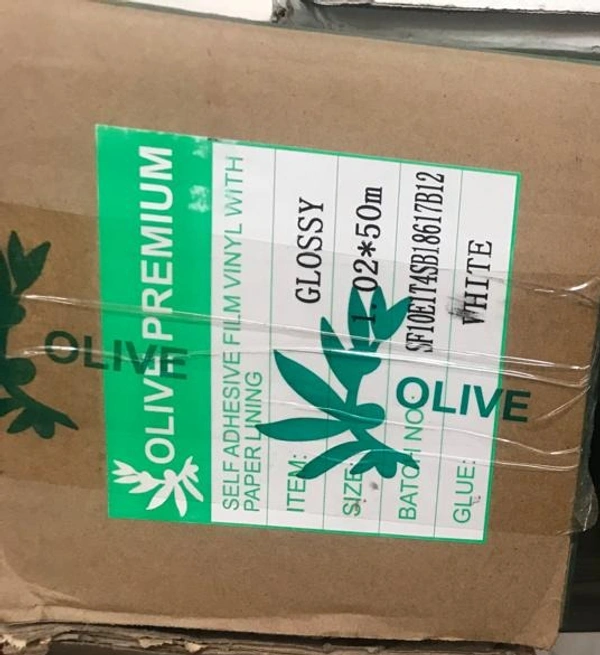 OLIVE PREMIUM
SELF ADHESIVE FILM VINYL WITH
PAPER LINING
ITEM: GLOSSY
SIZE: 1.02*50m
BATCH NO: SF10E1T4SB18617B12
GLUE: WHITE
OLIVE
OLIVE